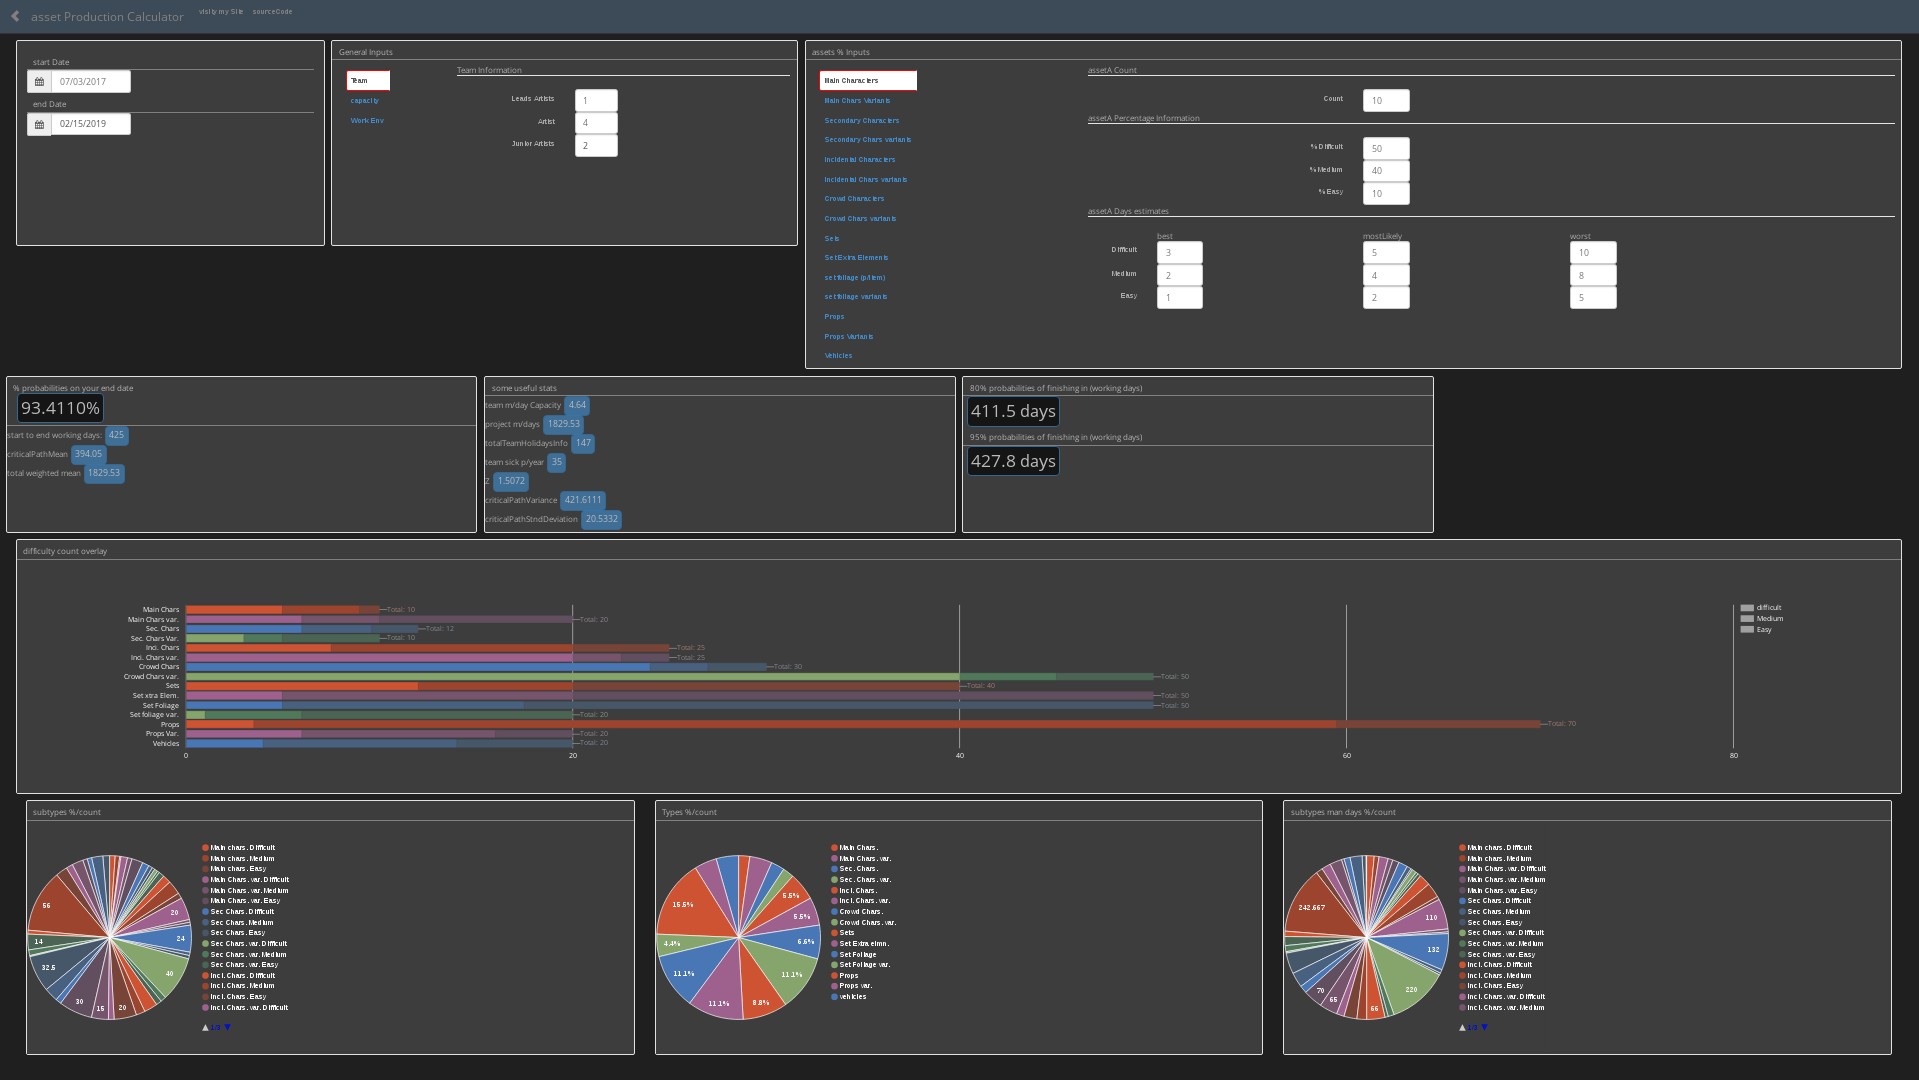 asset Production Calculator visity my Site sourceCode
start Date
07/03/2017
end Date
02/15/2019
General Inputs
Team
capacity
Work Env
Team Information
Leads Artists 1
Artist 4
Junior Artists 2
assets % Inputs
Main Characters
Main Chars Variants
Secondary Characters
Secondary Chars variants
Incidental Characters
Incidental Chars variants
Crowd Characters
Crowd Chars variants
Sets
Set Extra Elements
set foliage (p/item)
set foliage variants
Props
Props Variants
Vehicles
assetA Count
Count 10
assetA Percentage Information
% Difficult 50
% Medium 40
% Easy 10
assetA Days estimates
best mostLikely worst
Difficult 3 5 10
Medium 2 4 8
Easy 1 2 5
% probabilities on your end date
93.4110%
start to end working days: 425
criticalPathMean 394.05
total weighted mean 1829.53
some useful stats
team m/day Capacity 4.64
project m/days 1829.53
totalTeamHolidaysInfo 147
team sick p/year 35
Z 1.5072
criticalPathVariance 421.6111
criticalPathStndDeviation 20.5332
80% probabilities of finishing in (working days)
411.5 days
95% probabilities of finishing in (working days)
427.8 days
difficulty count overlay
Main Chars Total: 10
Main Chars var. Total: 20
Sec. Chars Total: 12
Sec. Chars Var. Total: 10
Inci. Chars Total: 25
Inci. Chars var. Total: 25
Crowd Chars Total: 30
Crowd Chars var. Total: 50
Sets Total: 40
Set xtra Elem. Total: 50
Set Foliage Total: 50
Set foliage var. Total: 20
Props Total: 70
Props Var. Total: 20
Vehicles Total: 20
0 20 40 60 80
difficult
Medium
Easy
subtypes %/count
56
20
14
24
32.5
40
30
15
20
Main chars. Difficult
Main chars. Medium
Main chars. Easy
Main chars. var. Difficult
Main chars. var. Medium
Main chars. var. Easy
Sec Chars. Difficult
Sec Chars. Medium
Sec Chars. Easy
Sec Chars. var. Difficult
Sec Chars. var. Medium
Sec Chars. var. Easy
Inci. Chars. Difficult
Inci. Chars. Medium
Inci. Chars. Easy
Inci. Chars. var. Difficult
Types %/count
15.5%
5.5%
5.5%
4.4%
6.6%
11.1%
11.1%
11.1%
8.8%
Main Chars.
Main Chars. var.
Sec. Chars.
Sec. Chars. var.
Inci. Chars.
Inci. Chars. var.
Crowd Chars.
Crowd Chars. var.
Sets
Set Extra elmn.
Set Foliage
Set Foliage var.
Props
Props var.
vehicles
subtypes man days %/count
242.667
110
132
220
70
65
66
Main chars. Difficult
Main chars. Medium
Main chars. var. Difficult
Main chars. var. Medium
Main chars. var. Easy
Sec Chars. Difficult
Sec Chars. Medium
Sec Chars. Easy
Sec Chars. var. Difficult
Sec Chars. var. Medium
Sec Chars. var. Easy
Inci. Chars. Difficult
Inci. Chars. Medium
Inci. Chars. Easy
Inci. Chars. var. Difficult
Inci. Chars. var. Medium